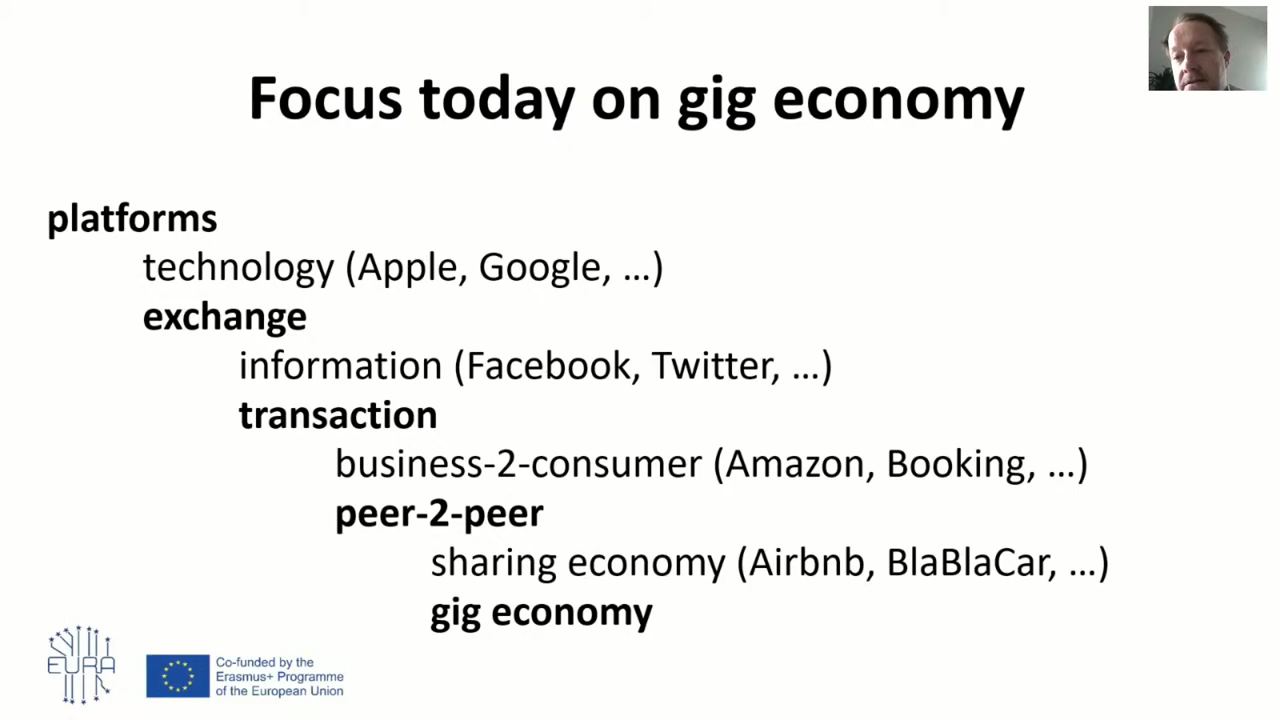 Focus today on gig economy
platforms
technology (Apple, Google, …)
exchange
information (Facebook, Twitter, …)
transaction
business-2-consumer (Amazon, Booking, …)
peer-2-peer
sharing economy (Airbnb, BlaBlaCar, …)
gig economy
EURA
Co-funded by the
Erasmus+ Programme
of the European Union